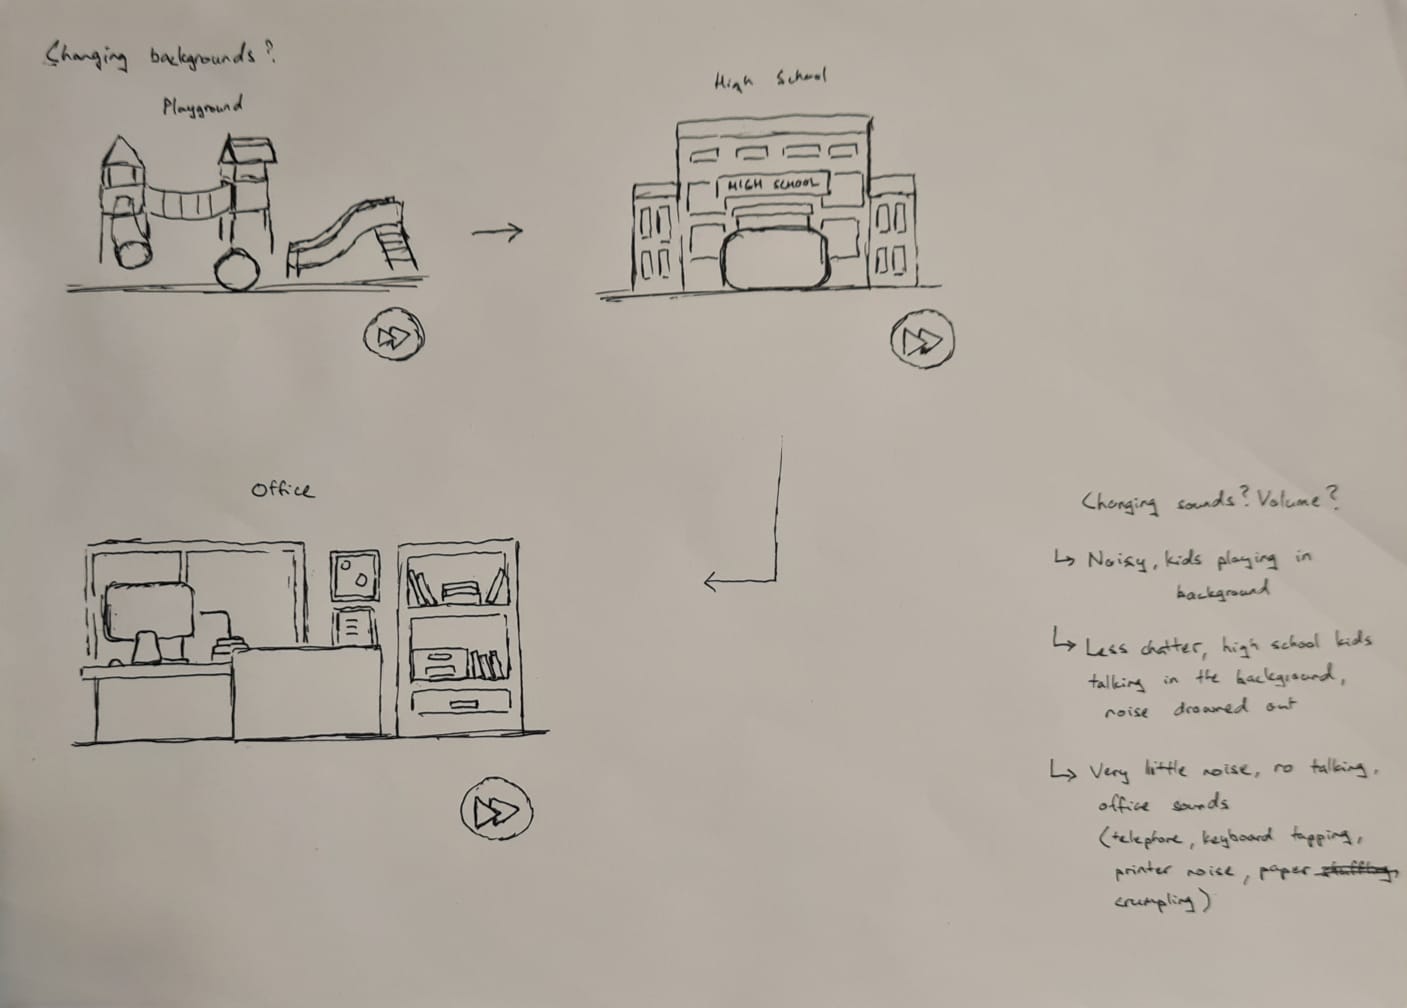 Changing backgrounds?
Playground
High School
HIGH SCHOOL
Office
Changing sounds? Volume?
↳ Noisy, kids playing in
background
↳ Less chatter, high school kids
talking in the background,
noise drowned out
↳ Very little noise, no talking,
office sounds
(telephone, keyboard tapping,
printer noise, paper shuffling,
crumpling)